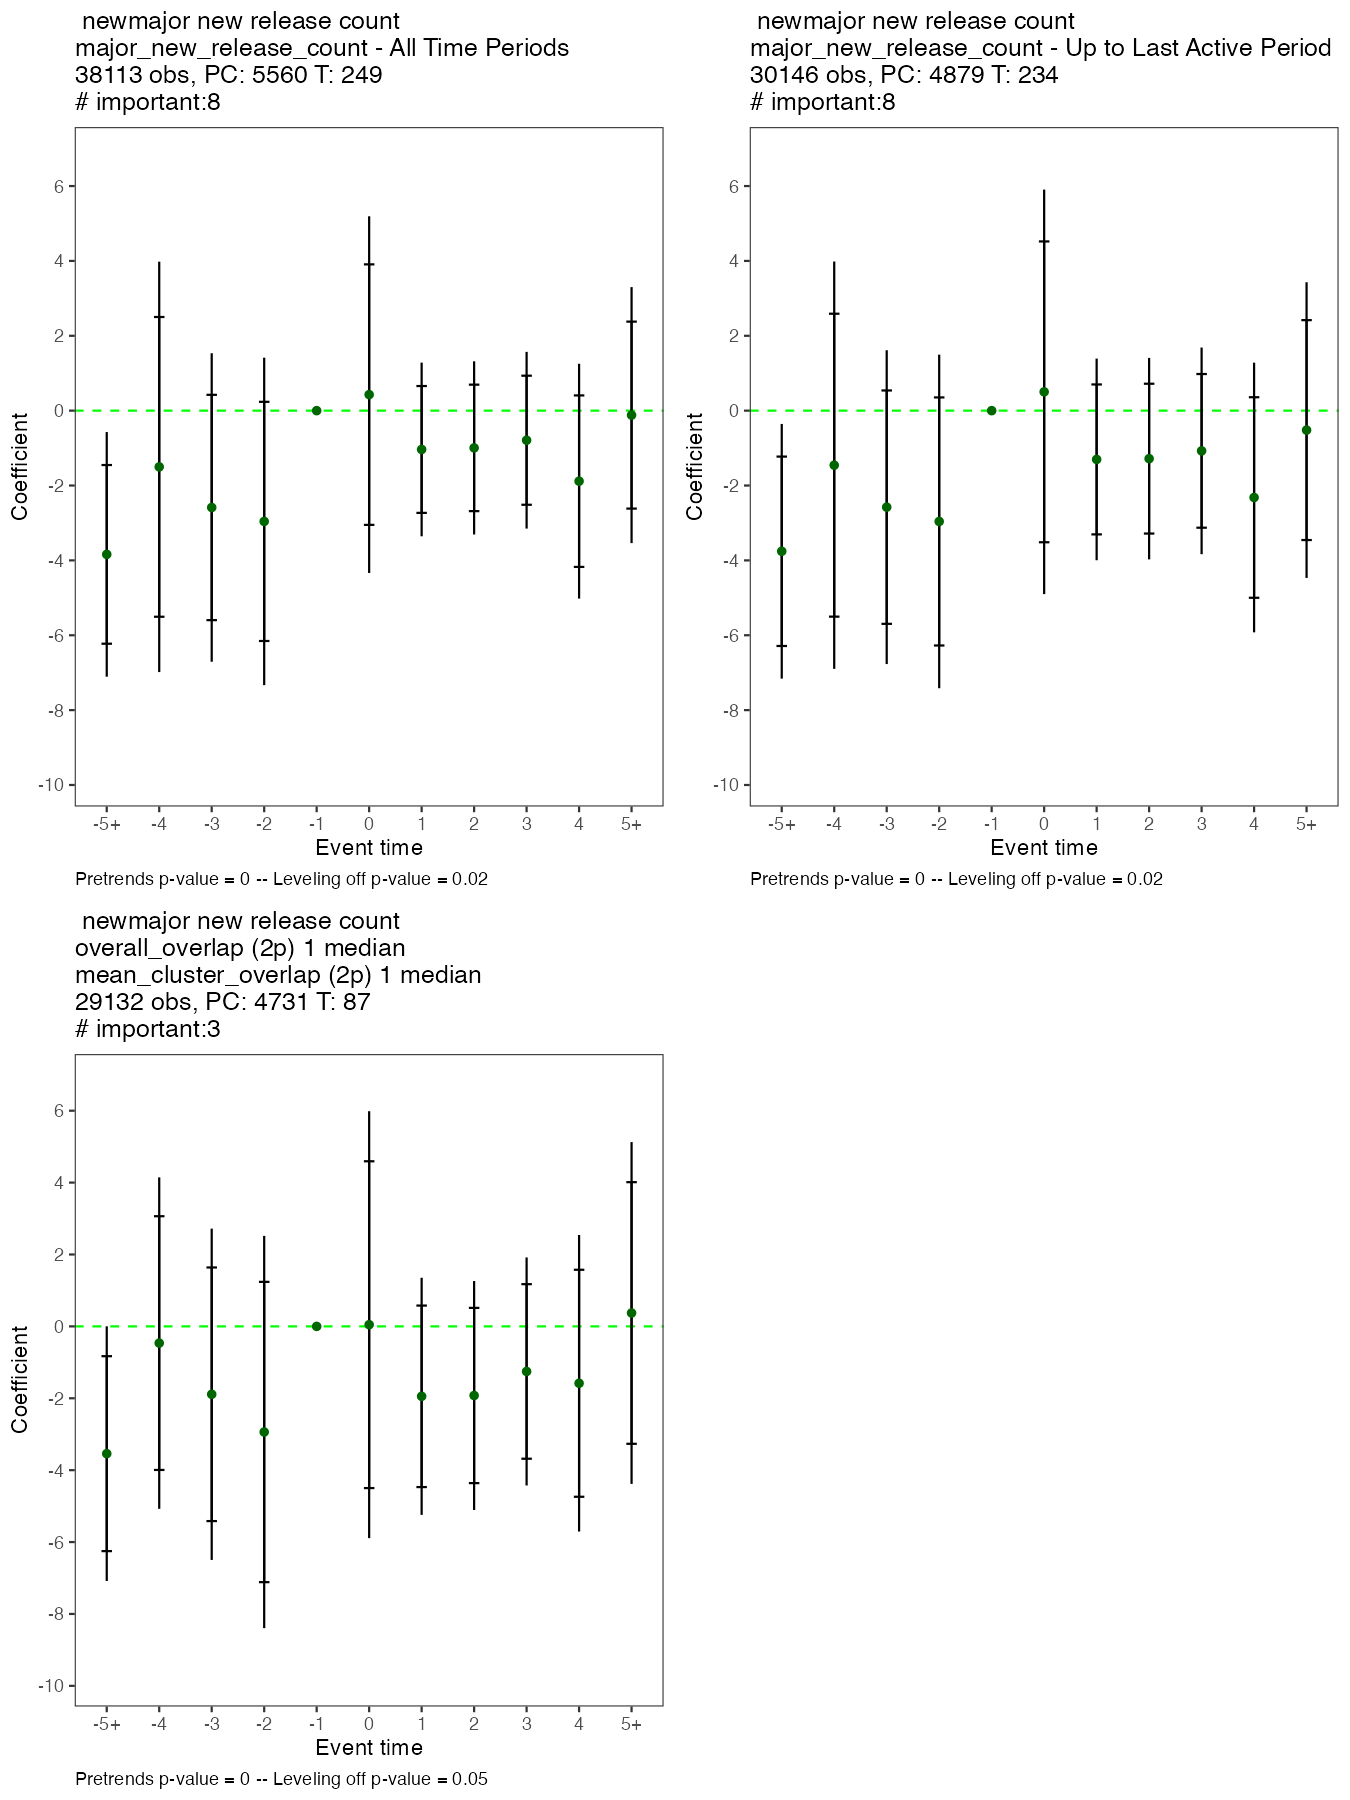 newmajor new release count
major_new_release_count - All Time Periods
38113 obs, PC: 5560 T: 249
# important:8
6
4
2
0
-2
-4
-6
-8
-10
Coefficient
-5+ -4 -3 -2 -1 0 1 2 3 4 5+
Event time
Pretrends p-value = 0 -- Leveling off p-value = 0.02
newmajor new release count
major_new_release_count - Up to Last Active Period
30146 obs, PC: 4879 T: 234
# important:8
6
4
2
0
-2
-4
-6
-8
-10
Coefficient
-5+ -4 -3 -2 -1 0 1 2 3 4 5+
Event time
Pretrends p-value = 0 -- Leveling off p-value = 0.02
newmajor new release count
overall_overlap (2p) 1 median
mean_cluster_overlap (2p) 1 median
29132 obs, PC: 4731 T: 87
# important:3
6
4
2
0
-2
-4
-6
-8
-10
Coefficient
-5+ -4 -3 -2 -1 0 1 2 3 4 5+
Event time
Pretrends p-value = 0 -- Leveling off p-value = 0.05